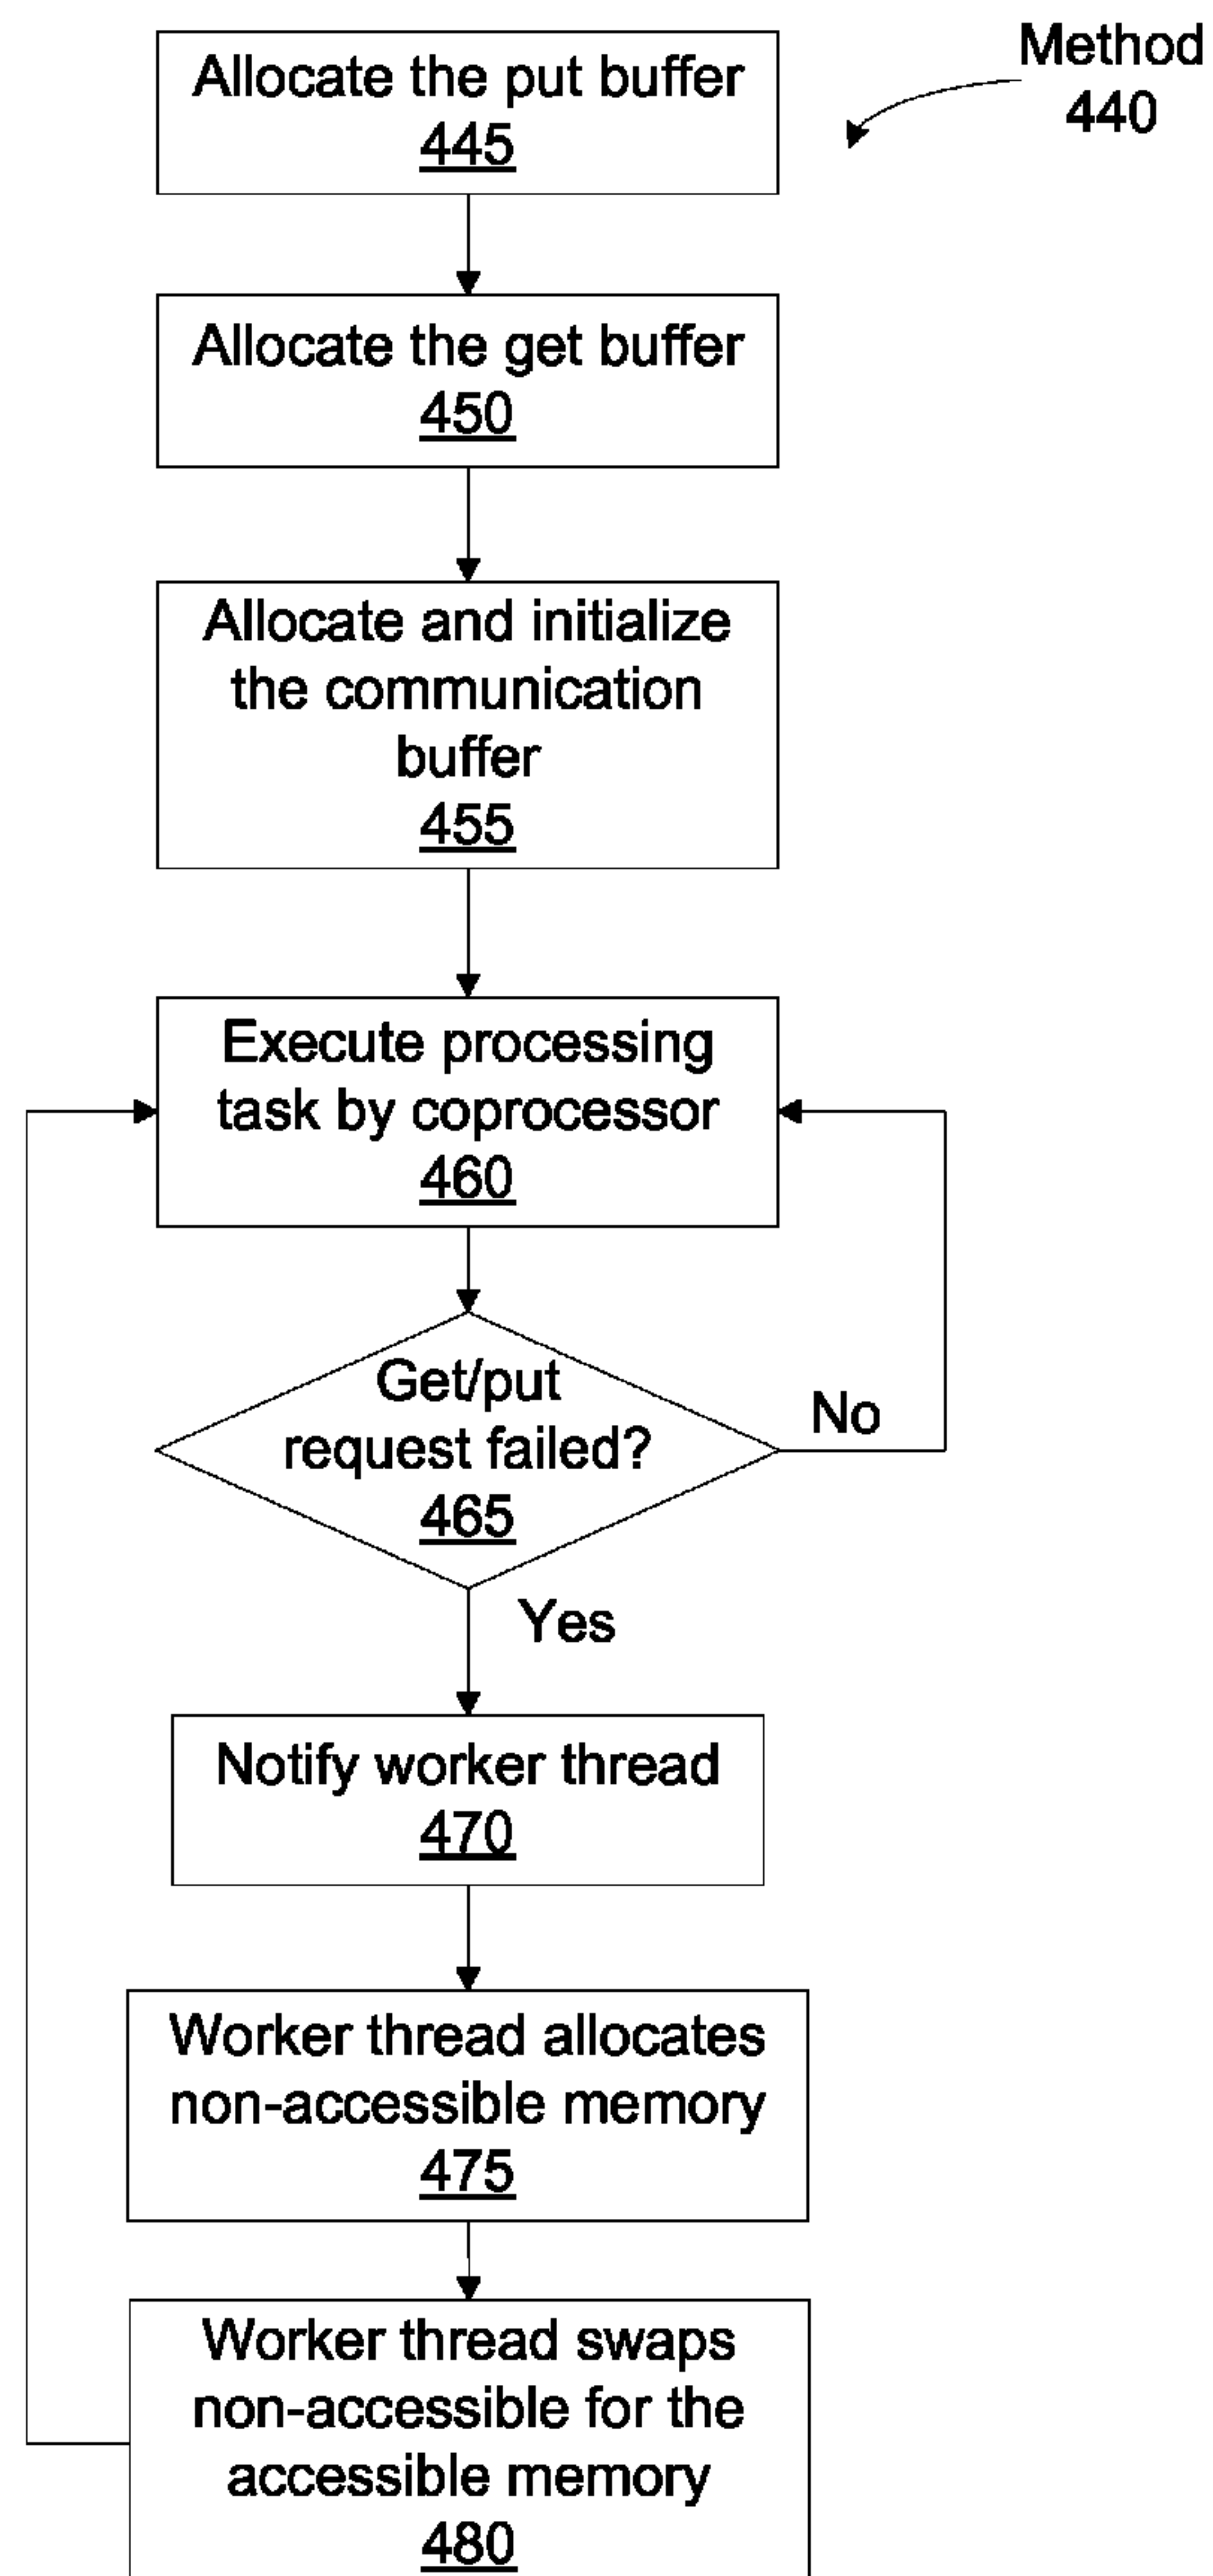 Method
440
Allocate the put buffer
445
Allocate the get buffer
450
Allocate and initialize
the communication
buffer
455
Execute processing
task by coprocessor
460
Get/put
request failed?
465
No
Yes
Notify worker thread
470
Worker thread allocates
non-accessible memory
475
Worker thread swaps
non-accessible for the
accessible memory
480